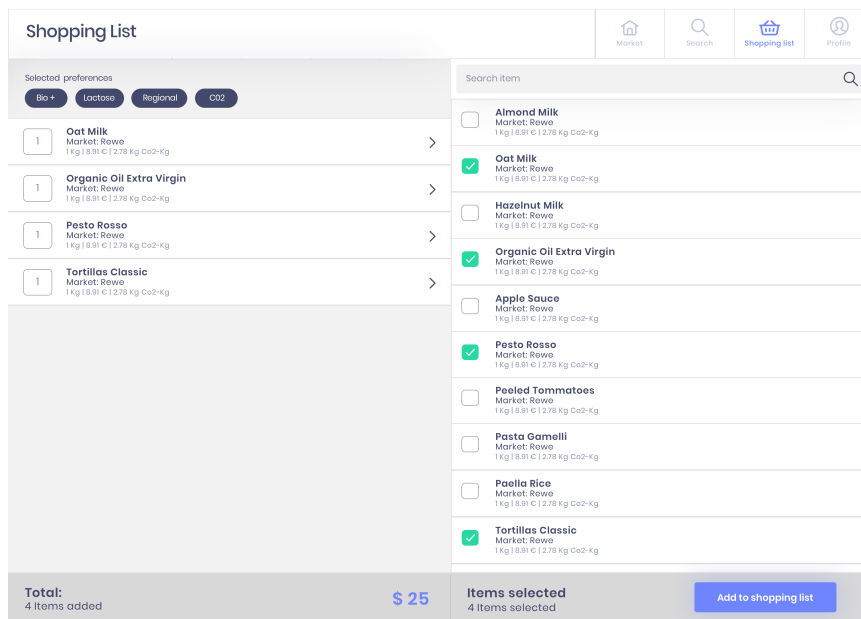 Shopping List
Market
Search
Shopping list
Profile
Selected preferences
Bio +
Lactose
Regional
C02
1
Oat Milk
Market: Rewe
1 Kg | 8.91 € | 2.78 Kg Co2-Kg
1
Organic Oil Extra Virgin
Market: Rewe
1 Kg | 8.91 € | 2.78 Kg Co2-Kg
1
Pesto Rosso
Market: Rewe
1 Kg | 8.91 € | 2.78 Kg Co2-Kg
1
Tortillas Classic
Market: Rewe
1 Kg | 8.91 € | 2.78 Kg Co2-Kg
Total:
4 Items added
$ 25
Search item
Almond Milk
Market: Rewe
1 Kg | 8.91 € | 2.78 Kg Co2-Kg
Oat Milk
Market: Rewe
1 Kg | 8.91 € | 2.78 Kg Co2-Kg
Hazelnut Milk
Market: Rewe
1 Kg | 8.91 € | 2.78 Kg Co2-Kg
Organic Oil Extra Virgin
Market: Rewe
1 Kg | 8.91 € | 2.78 Kg Co2-Kg
Apple Sauce
Market: Rewe
1 Kg | 8.91 € | 2.78 Kg Co2-Kg
Pesto Rosso
Market: Rewe
1 Kg | 8.91 € | 2.78 Kg Co2-Kg
Peeled Tommatoes
Market: Rewe
1 Kg | 8.91 € | 2.78 Kg Co2-Kg
Pasta Gamelli
Market: Rewe
1 Kg | 8.91 € | 2.78 Kg Co2-Kg
Paella Rice
Market: Rewe
1 Kg | 8.91 € | 2.78 Kg Co2-Kg
Tortillas Classic
Market: Rewe
1 Kg | 8.91 € | 2.78 Kg Co2-Kg
Items selected
4 Items selected
Add to shopping list